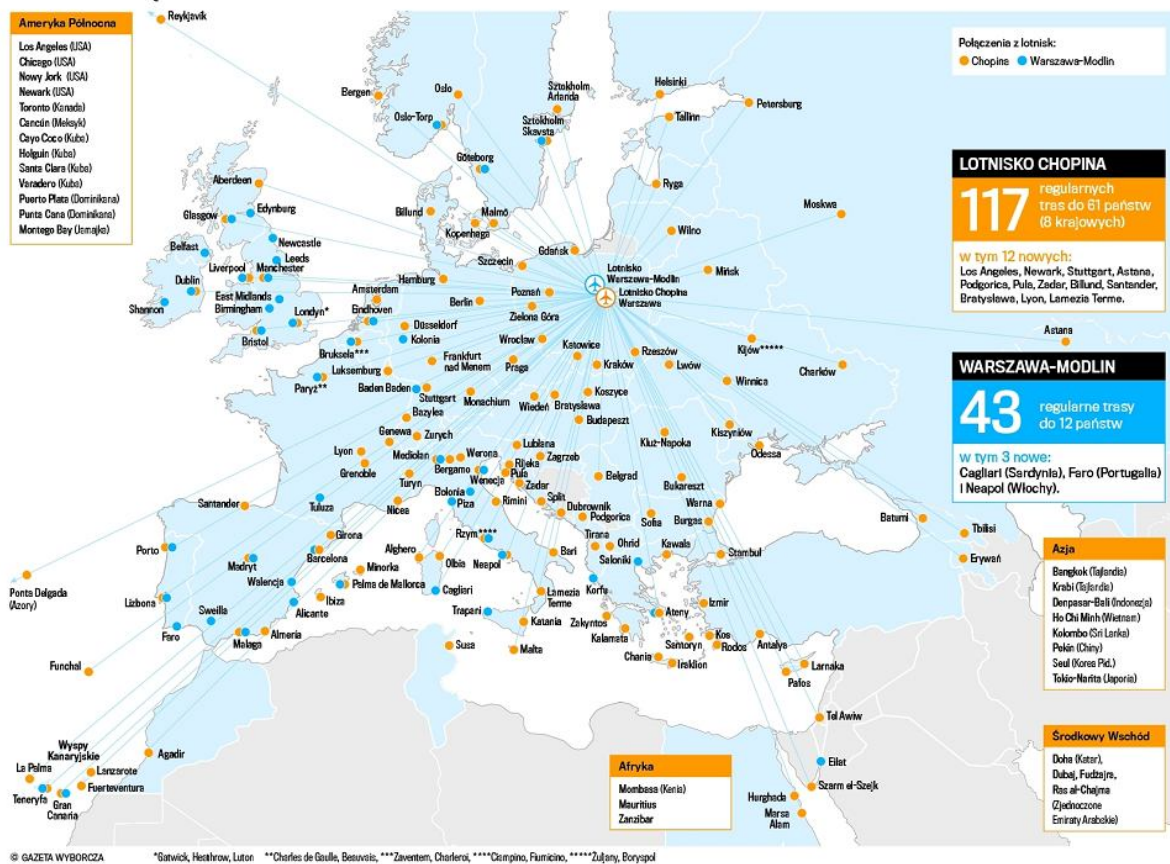 Ameryka Północna
Los Angeles (USA)
Chicago (USA)
Nowy Jork (USA)
Newark (USA)
Toronto (Kanada)
Cancún (Meksyk)
Cayo Coco (Kuba)
Holguin (Kuba)
Santa Clara (Kuba)
Varadero (Kuba)
Puerto Plata (Dominikana)
Punta Cana (Dominikana)
Montego Bay (Jamajka)
Połączenia z lotnisk:
Chopina
Warszawa-Modlin
LOTNISKO CHOPINA
117
regularnych
tras do 61 państw
(8 krajowych)
w tym 12 nowych:
Los Angeles, Newark, Stuttgart, Astana,
Podgorica, Pula, Zadar, Billund, Santander,
Bratysława, Lyon, Lamezia Terme.
WARSZAWA-MODLIN
43
regularne trasy
do 12 państw
w tym 3 nowe:
Cagliari (Sardynia), Faro (Portugalia)
i Neapol (Włochy).
Reykjavík
Bergen
Oslo
Oslo-Torp
Sztokholm
Arlanda
Sztokholm
Skavsta
Helsinki
Tallinn
Petersburg
Göteborg
Aberdeen
Glasgow
Edynburg
Billund
Malmö
Kopenhaga
Ryga
Moskwa
Wilno
Belfast
Newcastle
Leeds
Gdańsk
Szczecin
Mińsk
Lotnisko
Warszawa-Modlin
Lotnisko Chopina
Warszawa
Dublin
Liverpool
Manchester
Hamburg
Poznań
Berlin
Amsterdam
Eindhoven
Shannon
East Midlands
Birmingham
Londyn*
Bristol
Zielona Góra
Düsseldorf
Kolonia
Wrocław
Katowice
Rzeszów
Kijów*****
Astana
Bruksela***
Luksemburg
Frankfurt
nad Menem
Praga
Kraków
Lwów
Charków
Winnica
Paryż**
Baden Baden
Stuttgart
Monachium
Wiedeń
Bratysława
Koszyce
Budapeszt
Bazylea
Genewa
Zurych
Lublana
Zagrzeb
Kluż-Napoka
Kiszyniów
Odessa
Lyon
Grenoble
Mediolan
Werona
Bergamo
Wenecja
Rijeka
Pula
Zadar
Turyn
Belgrad
Bukareszt
Santander
Tuluza
Nicea
Bolonia
Piza
Rimini
Split
Dubrownik
Podgorica
Sofia
Warna
Burgas
Batumi
Tbilisi
Erywań
Porto
Girona
Barcelona
Madryt
Minorka
Alghero
Olbia
Rzym****
Neapol
Bari
Tirana
Ohrid
Saloniki
Kawala
Stambuł
Ponta Delgada
(Azory)
Walencja
Palma de Mallorca
Ibiza
Cagliari
Lamezia
Terme
Korfu
Lizbona
Sweilla
Alicante
Trapani
Katania
Zakyntos
Ateny
Izmir
Faro
Malaga
Almeria
Susa
Malta
Kalamata
Santoryn
Kos
Rodos
Antalya
Chania
Iraklion
Larnaka
Pafos
Funchal
Tel Awiw
Agadir
Wyspy
Kanaryjskie
La Palma
Lanzarote
Teneryfa
Fuerteventura
Gran
Canaria
Eilat
Szarm el-Szejk
Hurghada
Marsa
Alam
Azja
Bangkok (Tajlandia)
Krabi (Tajlandia)
Denpasar-Bali (Indonezja)
Ho Chi Minh (Wietnam)
Kolombo (Sri Lanka)
Pekin (Chiny)
Seul (Korea Płd.)
Tokio-Narita (Japonia)
Afryka
Mombasa (Kenia)
Mauritius
Zanzibar
Środkowy Wschód
Doha (Katar),
Dubaj, Fudżajra,
Ras al-Chajma
(Zjednoczone
Emiraty Arabskie)
© GAZETA WYBORCZA
*Gatwick, Heathrow, Luton **Charles de Gaulle, Beauvais, ***Zaventem, Charleroi, ****Ciampino, Fiumicino, *****Żuljany, Boryspol